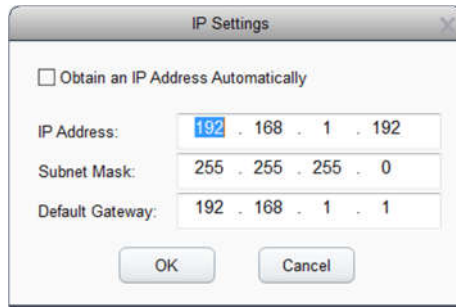 IP Settings
Obtain an IP Address Automatically
IP Address: 192 . 168 . 1 . 192
Subnet Mask: 255 . 255 . 255 . 0
Default Gateway: 192 . 168 . 1 . 1
OK Cancel